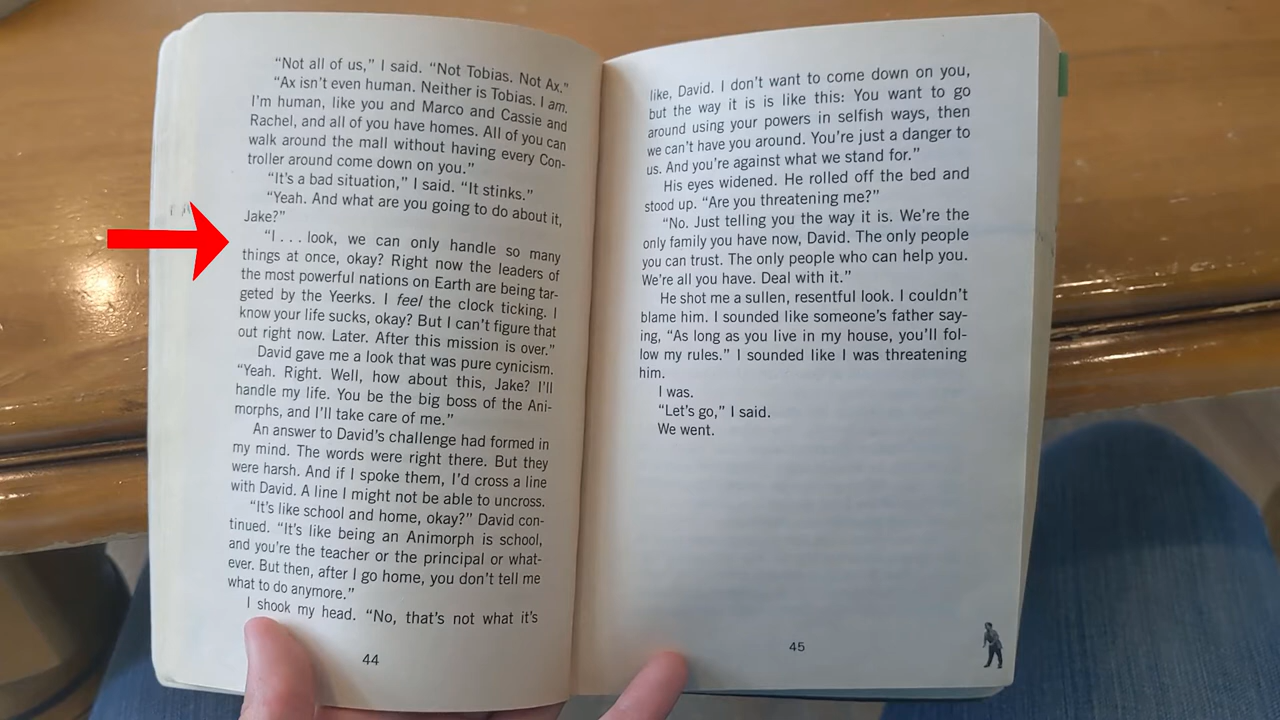 “Not all of us,” I said. “Not Tobias. Not Ax.”
“Ax isn’t even human. Neither is Tobias. I am.
I’m human, like you and Marco and Cassie and
Rachel, and all of you have homes. All of you can
walk around the mall without having every Con-
troller around come down on you.”
“It’s a bad situation,” I said. “It stinks.”
“Yeah. And what are you going to do about it,
Jake?”
“I . . . look, we can only handle so many
things at once, okay? Right now the leaders of
the most powerful nations on Earth are being tar-
geted by the Yeerks. I feel the clock ticking. I
know your life sucks, okay? But I can’t figure that
out right now. Later. After this mission is over.”
David gave me a look that was pure cynicism.
“Yeah. Right. Well, how about this, Jake? I’ll
handle my life. You be the big boss of the Ani-
morphs, and I’ll take care of me.”
An answer to David’s challenge had formed in
my mind. The words were right there. But they
were harsh. And if I spoke them, I’d cross a line
with David. A line I might not be able to uncross.
“It’s like school and home, okay?” David con-
tinued. “It’s like being an Animorph is school,
and you’re the teacher or the principal or what-
ever. But then, after I go home, you don’t tell me
what to do anymore.”
I shook my head. “No, that’s not what it’s
44
like, David. I don’t want to come down on you,
but the way it is is like this: You want to go
around using your powers in selfish ways, then
we can’t have you around. You’re just a danger to
us. And you’re against what we stand for.”
His eyes widened. He rolled off the bed and
stood up. “Are you threatening me?”
“No. Just telling you the way it is. We’re the
only family you have now, David. The only people
you can trust. The only people who can help you.
We’re all you have. Deal with it.”
He shot me a sullen, resentful look. I couldn’t
blame him. I sounded like someone’s father say-
ing, “As long as you live in my house, you’ll fol-
low my rules.” I sounded like I was threatening
him.
I was.
“Let’s go,” I said.
We went.
45